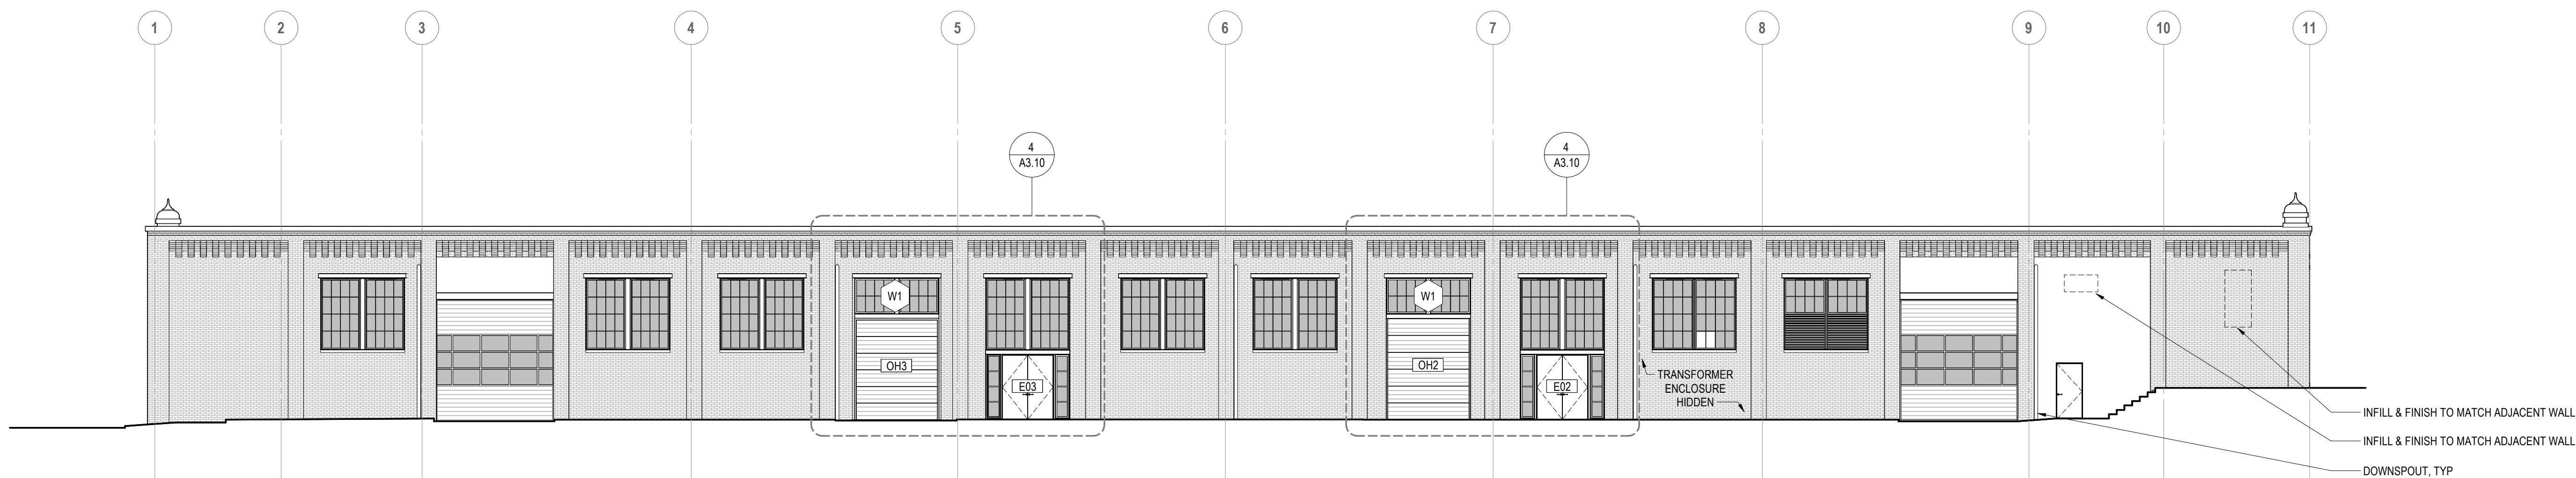 1
2
3
4
5
6
7
8
9
10
11
4
A3.10
4
A3.10
W1
OH3
E03
W1
OH2
E02
TRANSFORMER
ENCLOSURE
HIDDEN
INFILL & FINISH TO MATCH ADJACENT WALL
INFILL & FINISH TO MATCH ADJACENT WALL
DOWNSPOUT, TYP